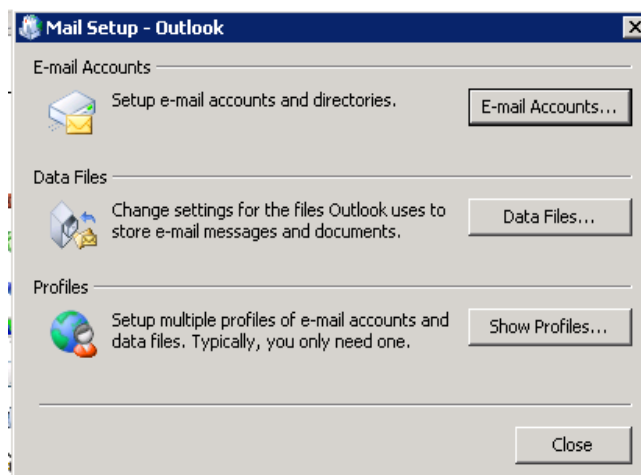 Mail Setup - Outlook
E-mail Accounts
Setup e-mail accounts and directories.
E-mail Accounts...
Data Files
Change settings for the files Outlook uses to
store e-mail messages and documents.
Data Files...
Profiles
Setup multiple profiles of e-mail accounts and
data files. Typically, you only need one.
Show Profiles...
Close